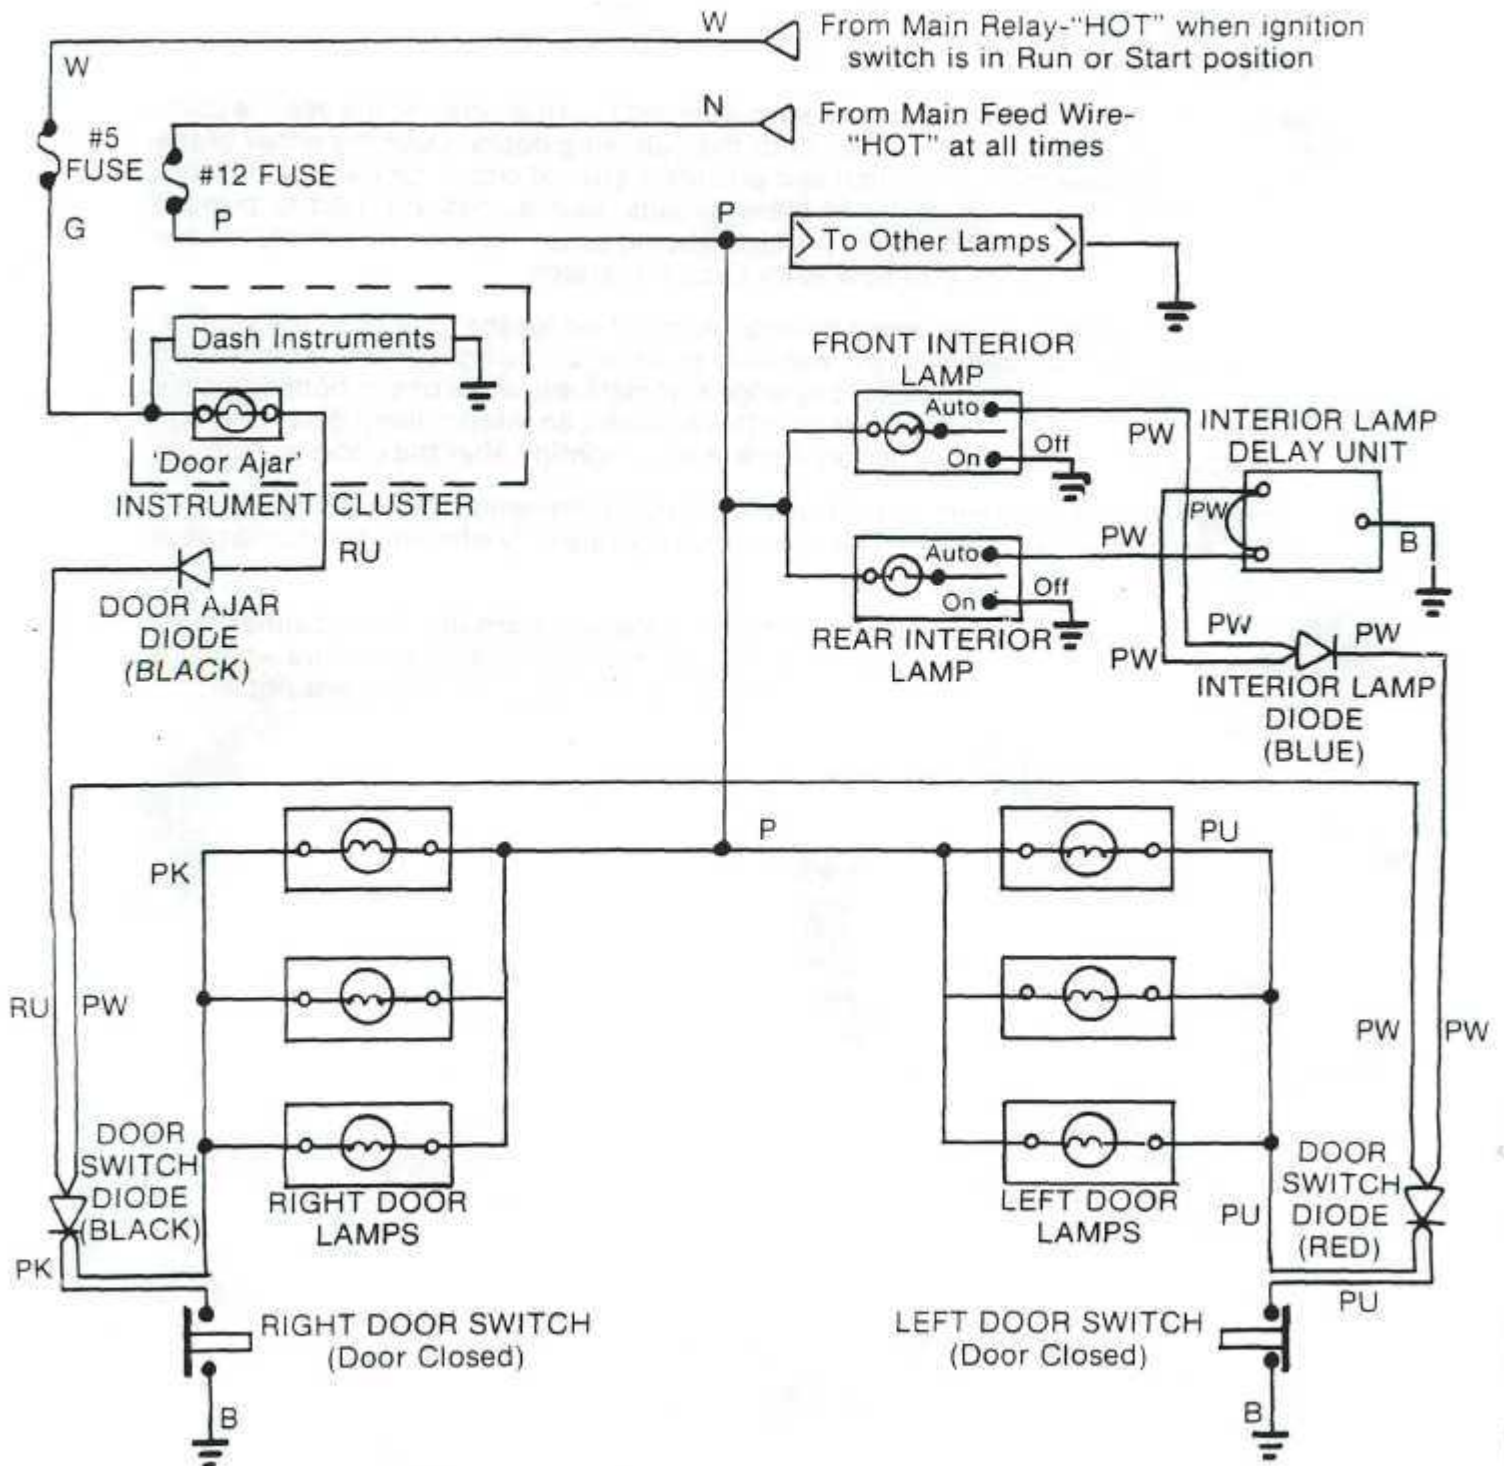 W
From Main Relay-“HOT” when ignition
switch is in Run or Start position
W
N
From Main Feed Wire-
“HOT” at all times
#5
FUSE
#12 FUSE
G
P
P
To Other Lamps
Dash Instruments
'Door Ajar'
INSTRUMENT CLUSTER
FRONT INTERIOR
LAMP
Auto
Off
On
PW
INTERIOR LAMP
DELAY UNIT
PW
PW
B
RU
Auto
Off
On
REAR INTERIOR
LAMP
DOOR AJAR
DIODE
(BLACK)
PW
PW
PW
INTERIOR LAMP
DIODE
(BLUE)
P
PK
PU
RU
PW
PW
PW
DOOR
SWITCH
DIODE
(BLACK)
RIGHT DOOR
LAMPS
LEFT DOOR
LAMPS
PU
DOOR
SWITCH
DIODE
(RED)
PK
PU
RIGHT DOOR SWITCH
(Door Closed)
LEFT DOOR SWITCH
(Door Closed)
B
B